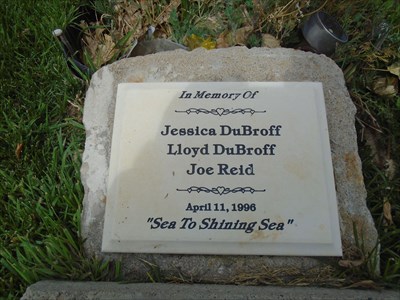 In Memory Of
Jessica DuBroff
Lloyd DuBroff
Joe Reid
April 11, 1996
"Sea To Shining Sea"